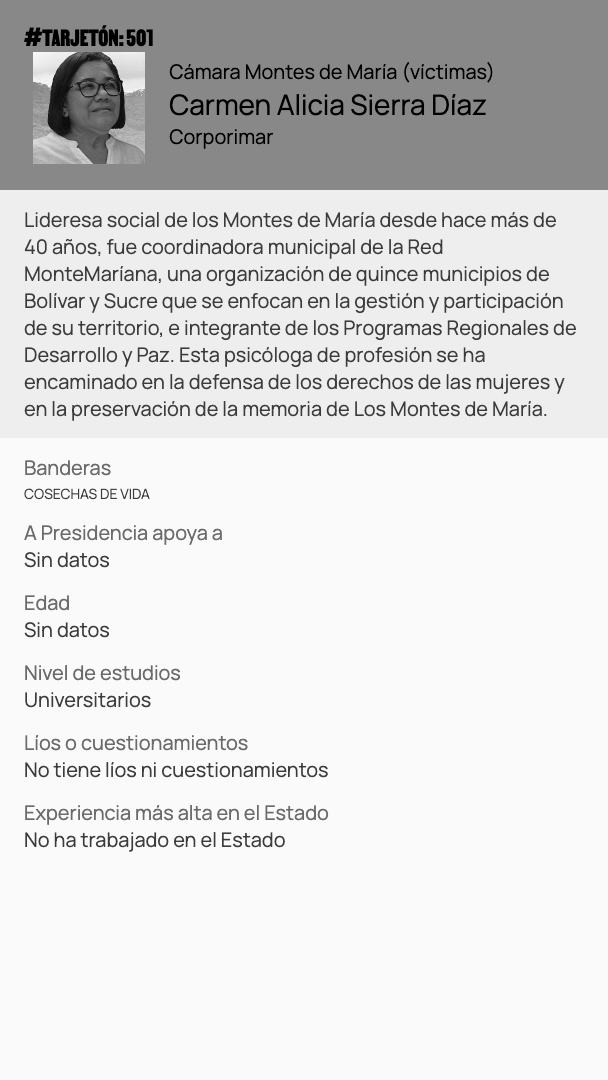 #TARJETÓN: 501
Cámara Montes de María (víctimas)
Carmen Alicia Sierra Díaz
Corporimar
Lideresa social de los Montes de María desde hace más de
40 años, fue coordinadora municipal de la Red
MonteMaríana, una organización de quince municipios de
Bolívar y Sucre que se enfocan en la gestión y participación
de su territorio, e integrante de los Programas Regionales de
Desarrollo y Paz. Esta psicóloga de profesión se ha
encaminado en la defensa de los derechos de las mujeres y
en la preservación de la memoria de Los Montes de María.
Banderas
COSECHAS DE VIDA
A Presidencia apoya a
Sin datos
Edad
Sin datos
Nivel de estudios
Universitarios
Líos o cuestionamientos
No tiene líos ni cuestionamientos
Experiencia más alta en el Estado
No ha trabajado en el Estado